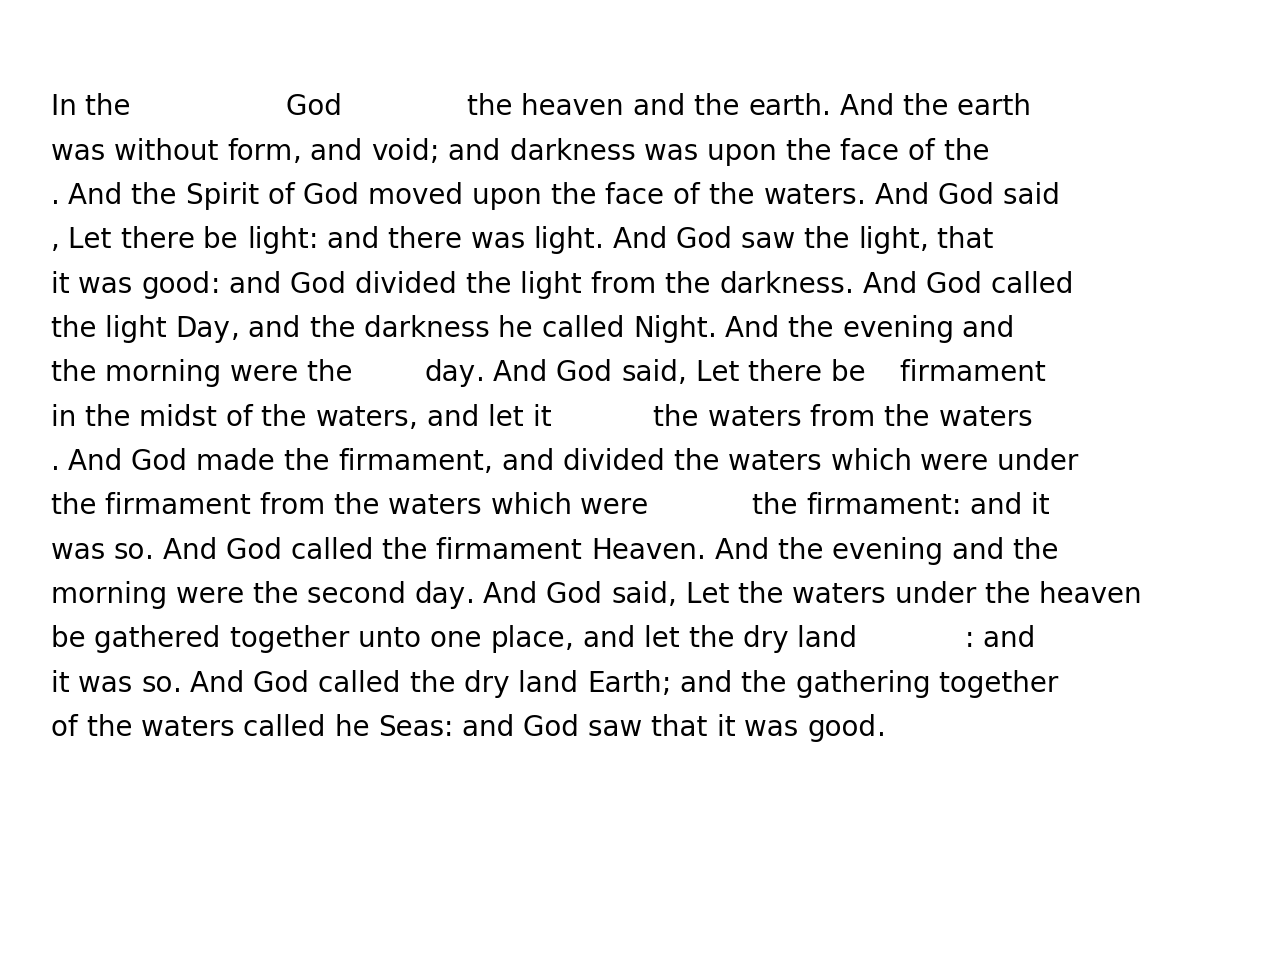 In the God the heaven and the earth. And the earth
was without form, and void; and darkness was upon the face of the
. And the Spirit of God moved upon the face of the waters. And God said
, Let there be light: and there was light. And God saw the light, that
it was good: and God divided the light from the darkness. And God called
the light Day, and the darkness he called Night. And the evening and
the morning were the day. And God said, Let there be firmament
in the midst of the waters, and let it the waters from the waters
. And God made the firmament, and divided the waters which were under
the firmament from the waters which were the firmament: and it
was so. And God called the firmament Heaven. And the evening and the
morning were the second day. And God said, Let the waters under the heaven
be gathered together unto one place, and let the dry land : and
it was so. And God called the dry land Earth; and the gathering together
of the waters called he Seas: and God saw that it was good.